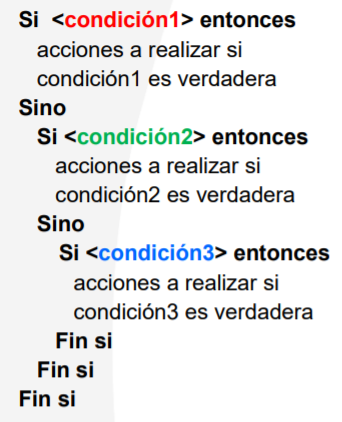 Si <condición1> entonces
acciones a realizar si
condición1 es verdadera
Sino
Si <condición2> entonces
acciones a realizar si
condición2 es verdadera
Sino
Si <condición3> entonces
acciones a realizar si
condición3 es verdadera
Fin si
Fin si
Fin si